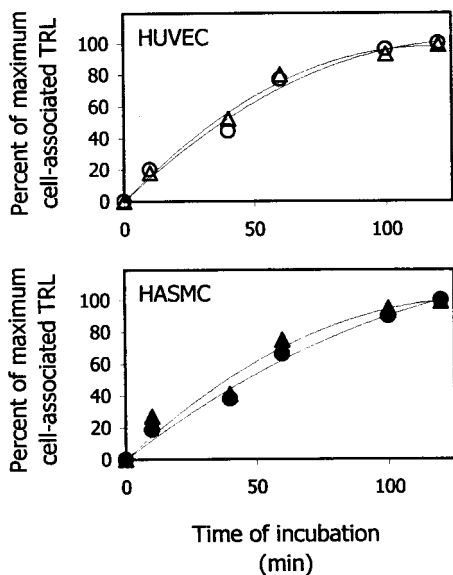 Percent of maximum
cell-associated TRL
HUVEC
100
80
60
40
20
0
0
50
100
Percent of maximum
cell-associated TRL
HASMC
100
80
60
40
20
0
0
50
100
Time of incubation
(min)